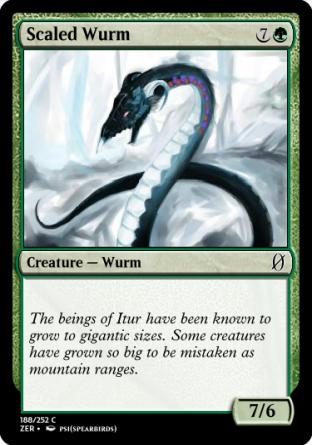 Scaled Wurm 7
Creature — Wurm
The beings of Itur have been known to
grow to gigantic sizes. Some creatures
have grown so big to be mistaken as
mountain ranges.
7/6
188/252 C
ZER • PSI(SPEARBIRDS)